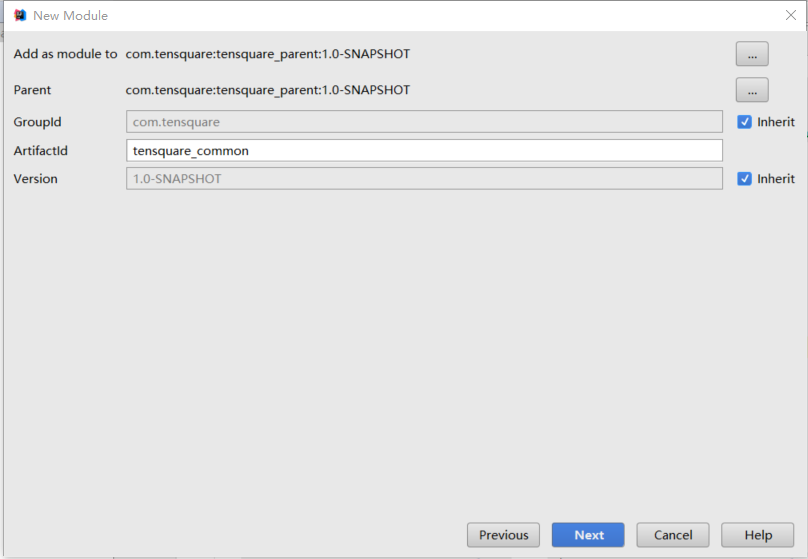 New Module
Add as module to com.tensquare:tensquare_parent:1.0-SNAPSHOT ...
Parent com.tensquare:tensquare_parent:1.0-SNAPSHOT ...
GroupId com.tensquare Inherit
ArtifactId tensquare_common
Version 1.0-SNAPSHOT Inherit
Previous Next Cancel Help